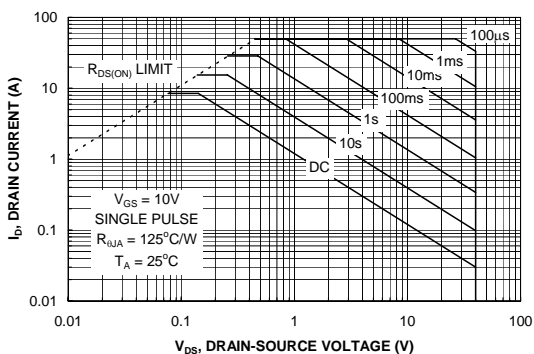 100
10
1
0.1
0.01
0.01
0.1
1
10
100
I_D, DRAIN CURRENT (A)
V_DS, DRAIN-SOURCE VOLTAGE (V)
R_DS(ON) LIMIT
100µs
1ms
10ms
100ms
1s
10s
DC
V_GS = 10V
SINGLE PULSE
R_θJA = 125°C/W
T_A = 25°C